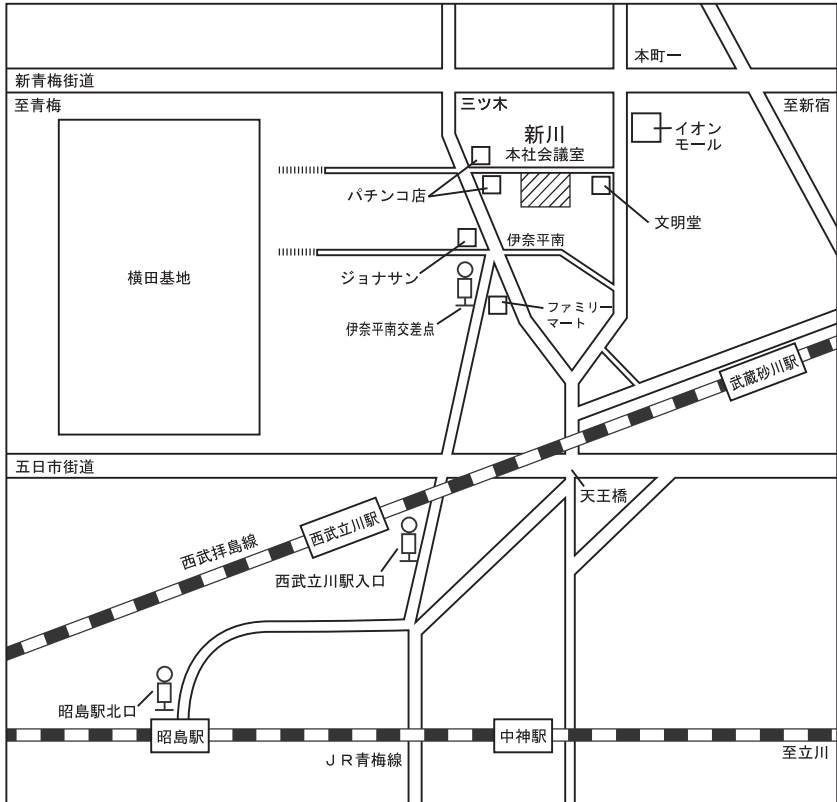 本町一
新青梅街道
至青梅
三ツ木
至新宿
新川
本社会議室
イオン
モール
パチンコ店
文明堂
伊奈平南
横田基地
ジョナサン
ファミリー
マート
伊奈平南交差点
武蔵砂川駅
五日市街道
天王橋
西武立川駅
西武拝島線
西武立川駅入口
昭島駅北口
昭島駅
中神駅
JR青梅線
至立川